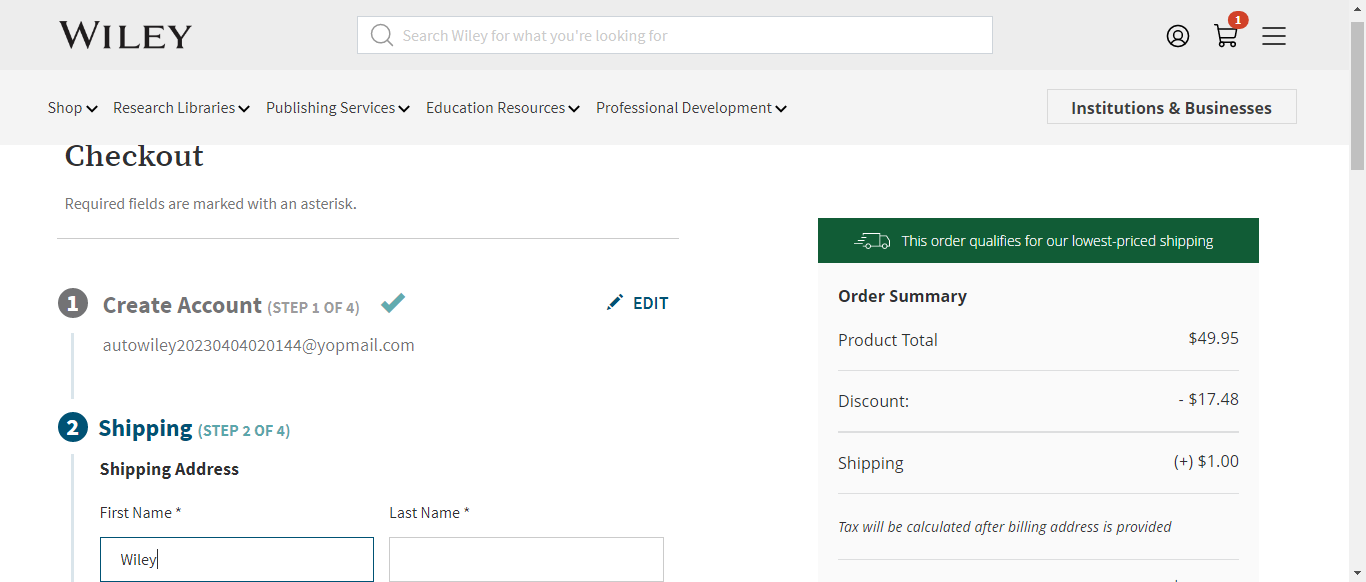 WILEY
Search Wiley for what you're looking for
1
Shop Research Libraries Publishing Services Education Resources Professional Development
Institutions & Businesses
Checkout
Required fields are marked with an asterisk.
This order qualifies for our lowest-priced shipping
1 Create Account (STEP 1 OF 4)
EDIT
autowiley20230404020144@yopmail.com
2 Shipping (STEP 2 OF 4)
Shipping Address
First Name * Last Name *
Wiley
Order Summary
Product Total $49.95
Discount: - $17.48
Shipping (+) $1.00
Tax will be calculated after billing address is provided